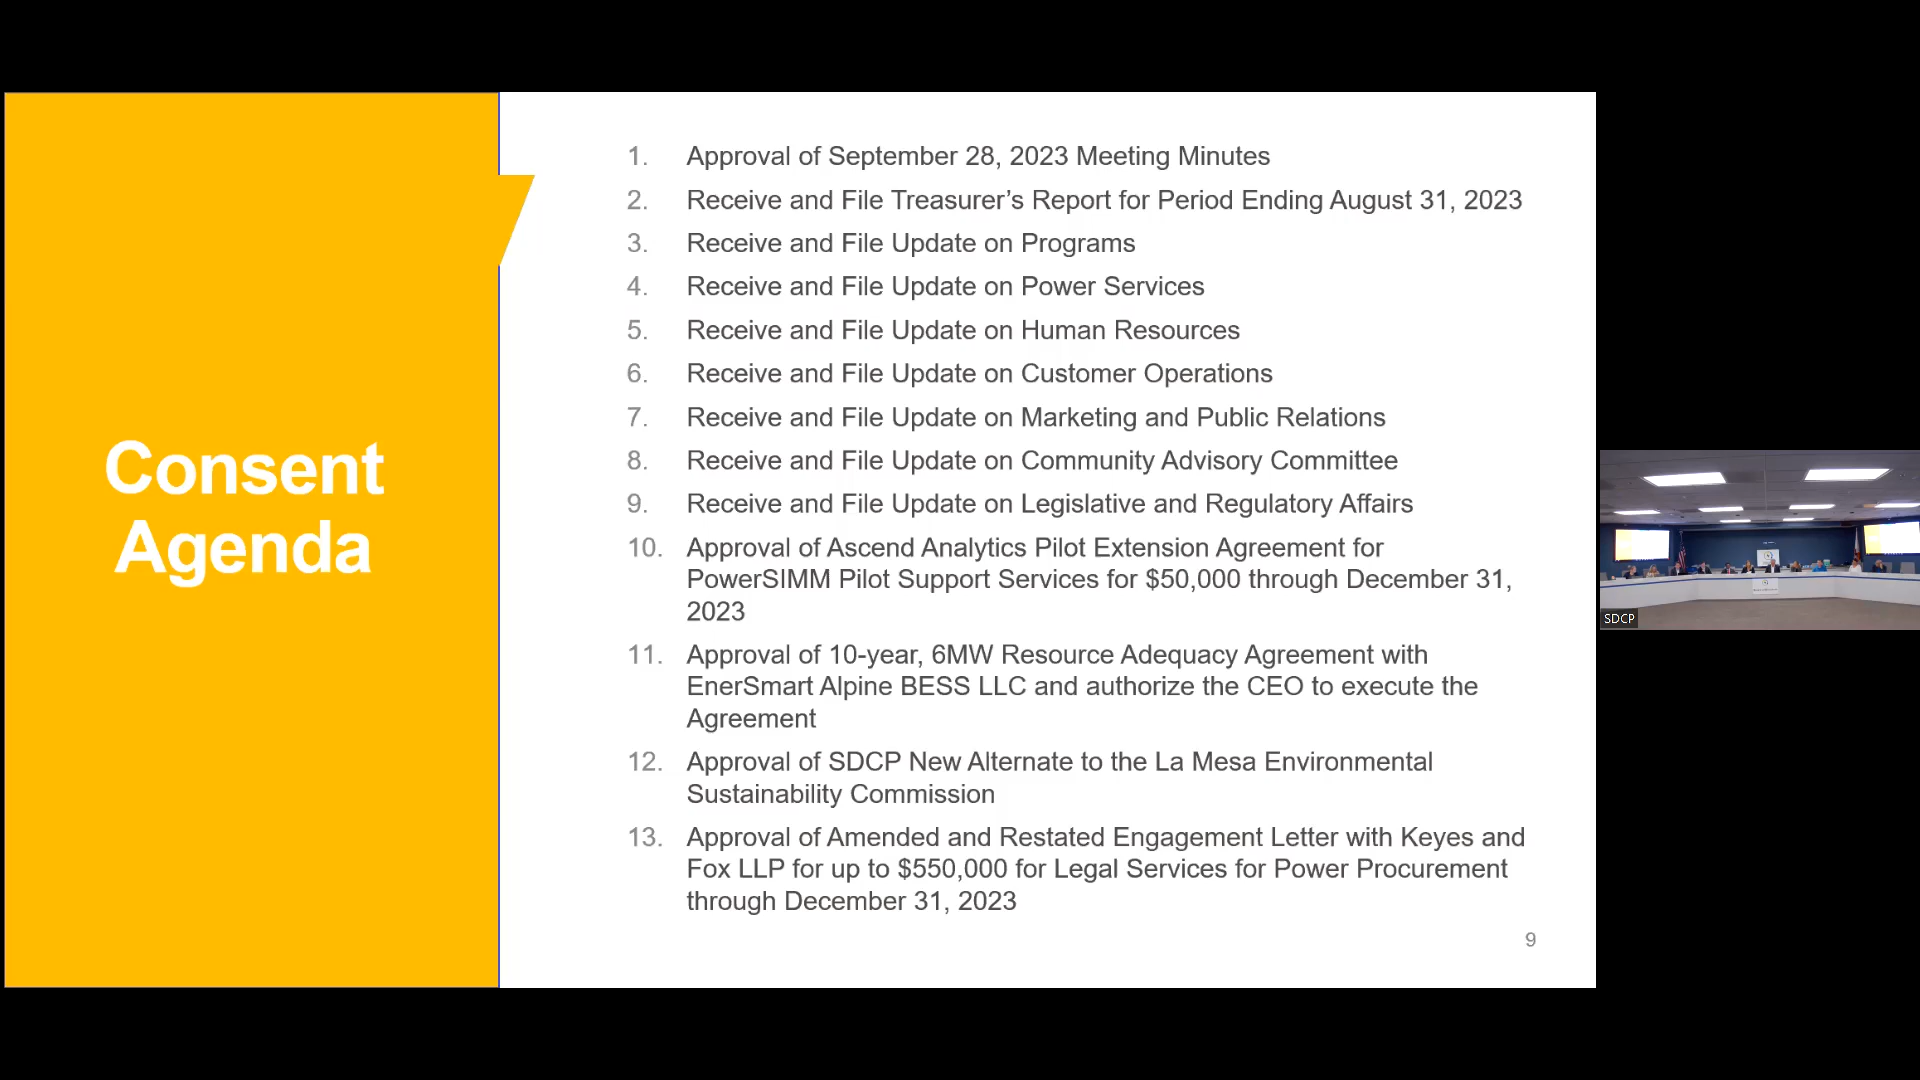 Consent
Agenda
1. Approval of September 28, 2023 Meeting Minutes
2. Receive and File Treasurer’s Report for Period Ending August 31, 2023
3. Receive and File Update on Programs
4. Receive and File Update on Power Services
5. Receive and File Update on Human Resources
6. Receive and File Update on Customer Operations
7. Receive and File Update on Marketing and Public Relations
8. Receive and File Update on Community Advisory Committee
9. Receive and File Update on Legislative and Regulatory Affairs
10. Approval of Ascend Analytics Pilot Extension Agreement for
PowerSIMM Pilot Support Services for $50,000 through December 31,
2023
11. Approval of 10-year, 6MW Resource Adequacy Agreement with
EnerSmart Alpine BESS LLC and authorize the CEO to execute the
Agreement
12. Approval of SDCP New Alternate to the La Mesa Environmental
Sustainability Commission
13. Approval of Amended and Restated Engagement Letter with Keyes and
Fox LLP for up to $550,000 for Legal Services for Power Procurement
through December 31, 2023
9
SDCP